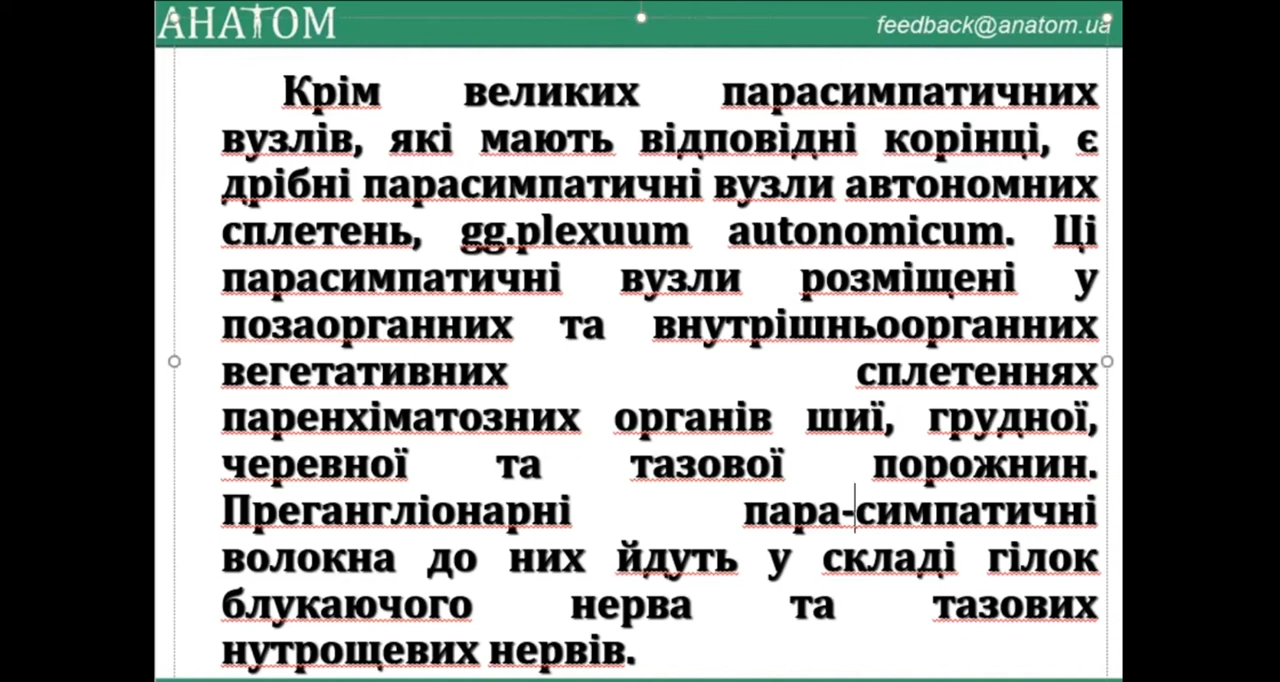 АНАТОМ
feedback@anatom.ua
Крім великих парасимпатичних
вузлів, які мають відповідні корінці, є
дрібні парасимпатичні вузли автономних
сплетень, gg.plexuum autonomicum. Ці
парасимпатичні вузли розміщені у
позаорганних та внутрішньоорганних
вегетативних сплетеннях
паренхіматозних органів шиї, грудної,
черевної та тазової порожнин.
Прегангліонарні пара-симпатичні
волокна до них йдуть у складі гілок
блукаючого нерва та тазових
нутрощевих нервів.